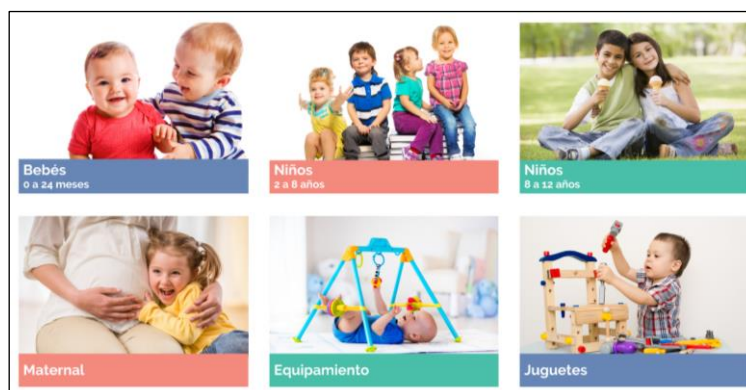 Bebés
0 a 24 meses
Niños
2 a 8 años
Niños
8 a 12 años
Maternal
Equipamiento
Juguetes